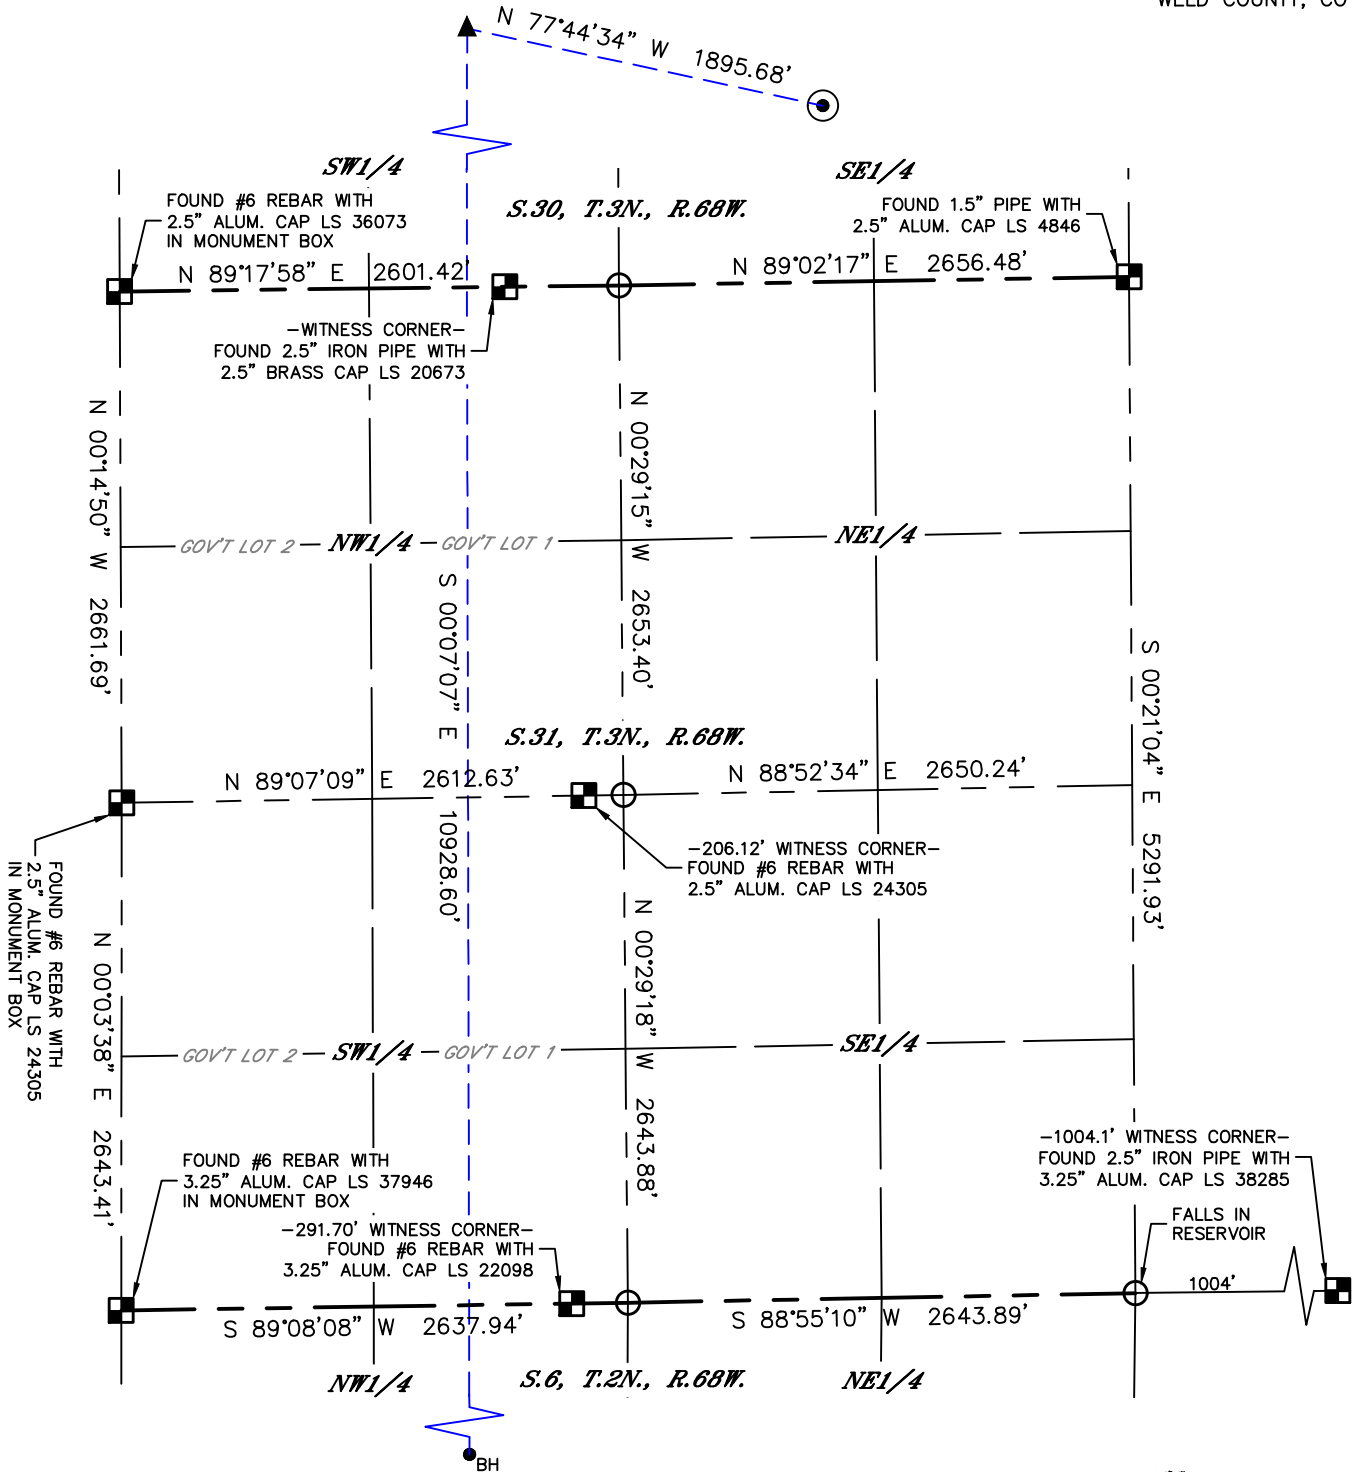 WELD COUNTY, CO
N 77°44'34" W 1895.68'
SW1/4
SE1/4
FOUND #6 REBAR WITH
2.5" ALUM. CAP LS 36073
IN MONUMENT BOX
S.30, T.3N., R.68W.
FOUND 1.5" PIPE WITH
2.5" ALUM. CAP LS 4846
N 89°17'58" E 2601.42'
N 89°02'17" E 2656.48'
-WITNESS CORNER-
FOUND 2.5" IRON PIPE WITH
2.5" BRASS CAP LS 20673
N 00°14'50" W 2661.69'
N 00°29'15" W 2653.40'
GOV'T LOT 2
NW1/4
GOV'T LOT 1
NE1/4
S 00°07'07" E 10928.60'
S 00°21'04" E 5291.93'
S.31, T.3N., R.68W.
N 89°07'09" E 2612.63'
N 88°52'34" E 2650.24'
-206.12' WITNESS CORNER-
FOUND #6 REBAR WITH
2.5" ALUM. CAP LS 24305
FOUND #6 REBAR WITH
2.5" ALUM. CAP LS 24305
IN MONUMENT BOX
N 00°03'38" E 2643.41'
N 00°29'18" W 2643.88'
GOV'T LOT 2
SW1/4
GOV'T LOT 1
SE1/4
FOUND #6 REBAR WITH
3.25" ALUM. CAP LS 37946
IN MONUMENT BOX
-1004.1' WITNESS CORNER-
FOUND 2.5" IRON PIPE WITH
3.25" ALUM. CAP LS 38285
-291.70' WITNESS CORNER-
FOUND #6 REBAR WITH
3.25" ALUM. CAP LS 22098
FALLS IN
RESERVOIR
1004'
S 89°08'08" W 2637.94'
S 88°55'10" W 2643.89'
NW1/4
S.6, T.2N., R.68W.
NE1/4
BH